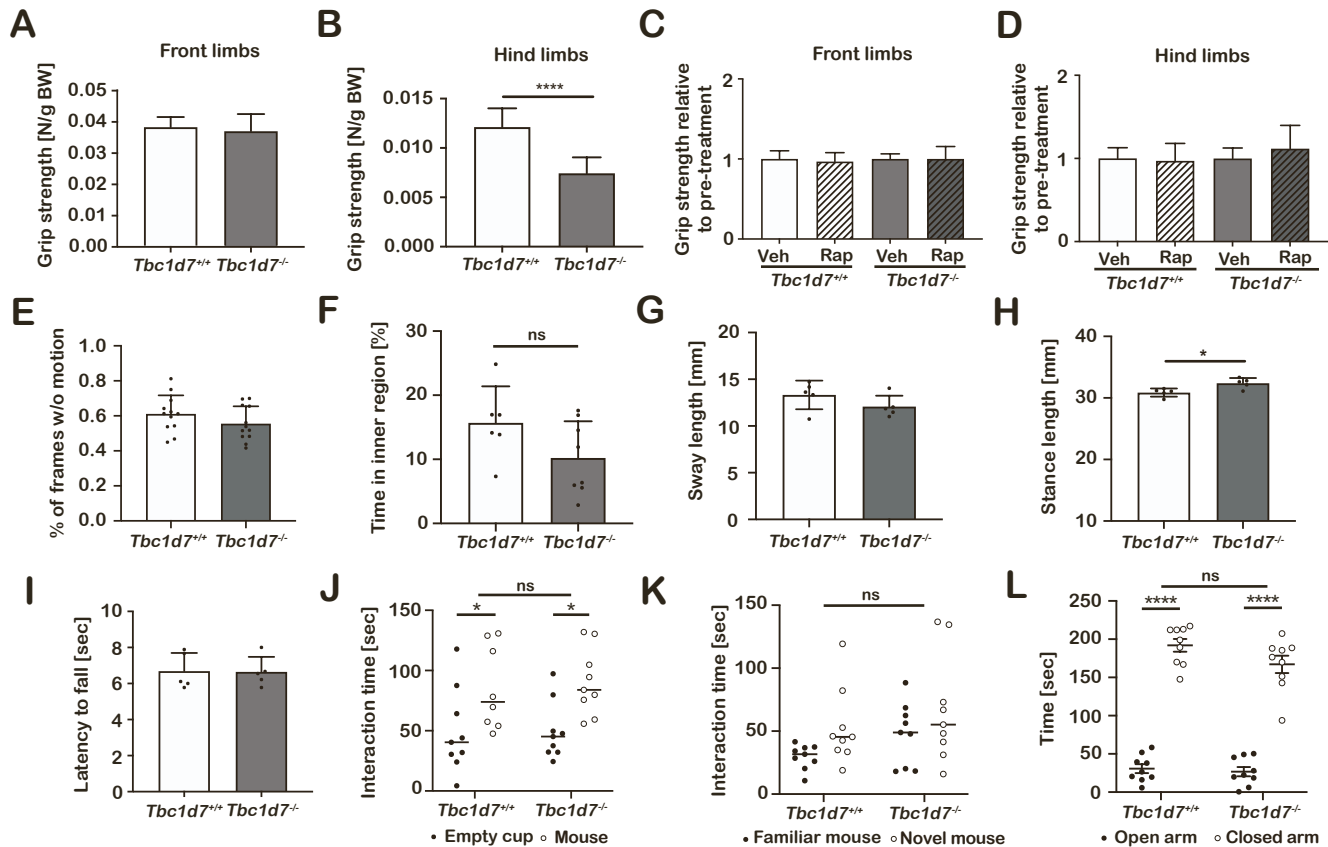 A
Front limbs
Grip strength [N/g BW]
0.05
0.04
0.03
0.02
0.01
0.00
Tbc1d7+/+ Tbc1d7-/-
B
Hind limbs
Grip strength [N/g BW]
0.015
0.010
0.005
0.000
****
Tbc1d7+/+ Tbc1d7-/-
C
Front limbs
Grip strength relative
to pre-treatment
2
1
0
Veh Rap Veh Rap
Tbc1d7+/+ Tbc1d7-/-
D
Hind limbs
Grip strength relative
to pre-treatment
2
1
0
Veh Rap Veh Rap
Tbc1d7+/+ Tbc1d7-/-
E
% of frames w/o motion
1.0
0.8
0.6
0.4
0.2
0.0
Tbc1d7+/+ Tbc1d7-/-
F
Time in inner region [%]
30
20
10
0
ns
Tbc1d7+/+ Tbc1d7-/-
G
Sway length [mm]
20
15
10
5
0
Tbc1d7+/+ Tbc1d7-/-
H
Stance length [mm]
40
30
20
10
*
Tbc1d7+/+ Tbc1d7-/-
I
Latency to fall [sec]
10
8
6
4
2
0
Tbc1d7+/+ Tbc1d7-/-
J
Interaction time [sec]
150
100
50
0
ns
* *
Tbc1d7+/+ Tbc1d7-/-
• Empty cup ○ Mouse
K
Interaction time [sec]
150
100
50
0
ns
Tbc1d7+/+ Tbc1d7-/-
• Familiar mouse ○ Novel mouse
L
Time [sec]
250
200
150
100
50
0
ns
**** ****
Tbc1d7+/+ Tbc1d7-/-
• Open arm ○ Closed arm